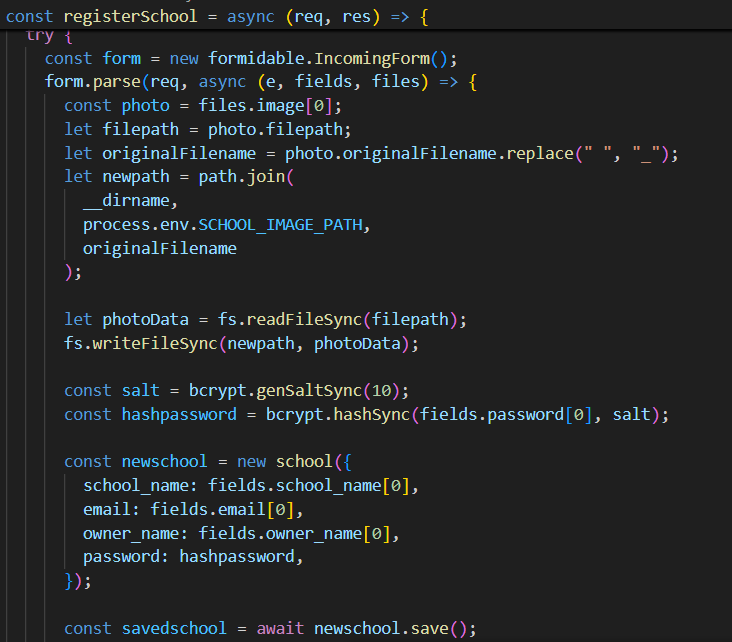 const registerSchool = async (req, res) => {
try {
const form = new formidable.IncomingForm();
form.parse(req, async (e, fields, files) => {
const photo = files.image[0];
let filepath = photo.filepath;
let originalFilename = photo.originalFilename.replace(" ", "_");
let newpath = path.join(
__dirname,
process.env.SCHOOL_IMAGE_PATH,
originalFilename
);
let photoData = fs.readFileSync(filepath);
fs.writeFileSync(newpath, photoData);
const salt = bcrypt.genSaltSync(10);
const hashpassword = bcrypt.hashSync(fields.password[0], salt);
const newschool = new school({
school_name: fields.school_name[0],
email: fields.email[0],
owner_name: fields.owner_name[0],
password: hashpassword,
});
const savedschool = await newschool.save();